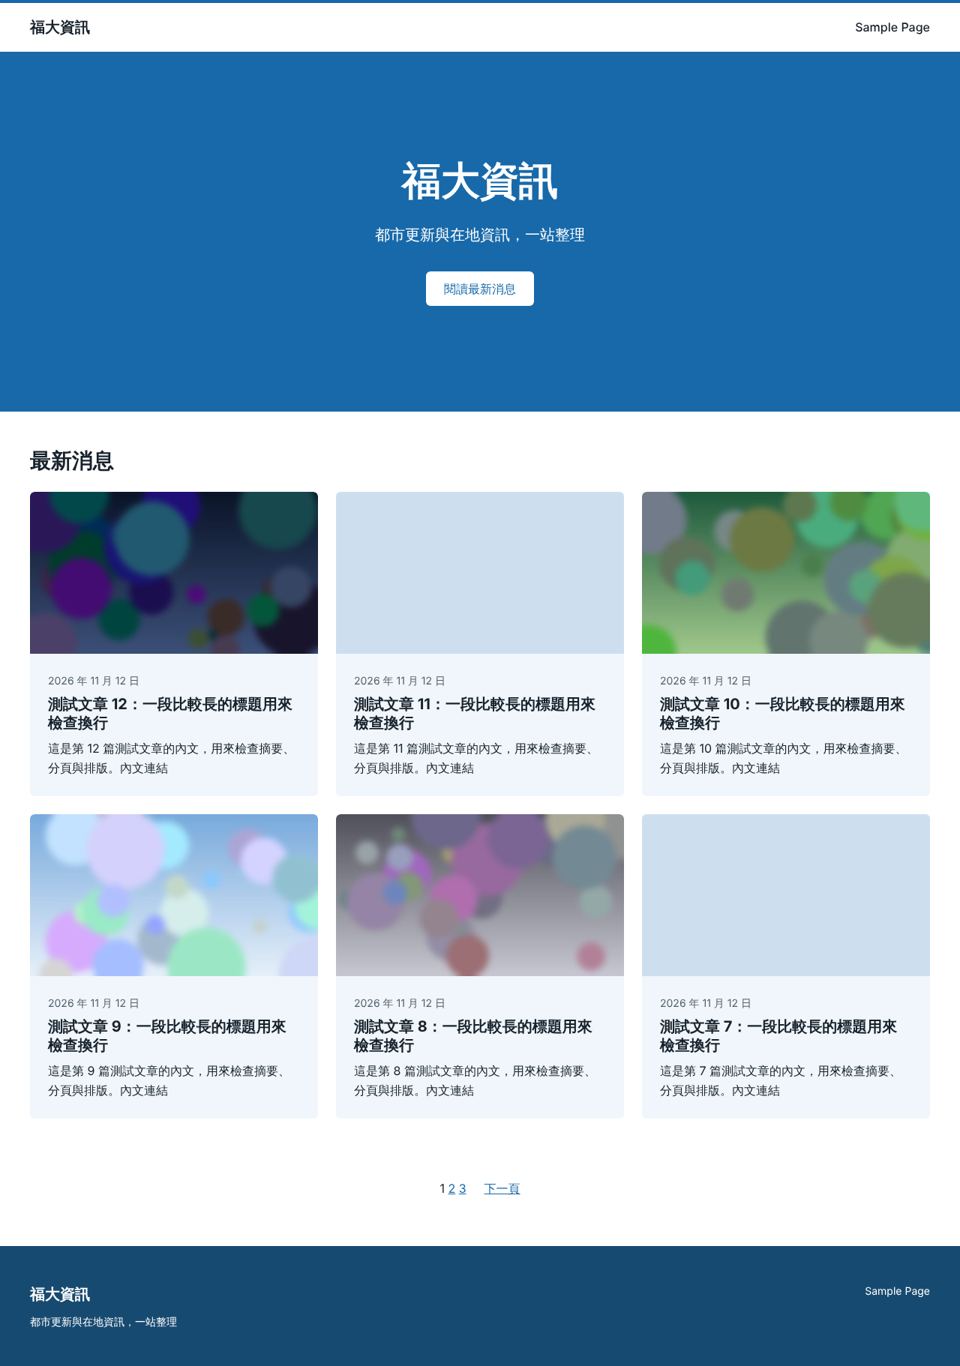 福大資訊
Sample Page
福大資訊
都市更新與在地資訊，一站整理
閱讀最新消息
最新消息
2026 年 11 月 12 日
測試文章 12：一段比較長的標題用來
檢查換行
這是第 12 篇測試文章的內文，用來檢查摘要、
分頁與排版。內文連結
2026 年 11 月 12 日
測試文章 11：一段比較長的標題用來
檢查換行
這是第 11 篇測試文章的內文，用來檢查摘要、
分頁與排版。內文連結
2026 年 11 月 12 日
測試文章 10：一段比較長的標題用來
檢查換行
這是第 10 篇測試文章的內文，用來檢查摘要、
分頁與排版。內文連結
2026 年 11 月 12 日
測試文章 9：一段比較長的標題用來
檢查換行
這是第 9 篇測試文章的內文，用來檢查摘要、
分頁與排版。內文連結
2026 年 11 月 12 日
測試文章 8：一段比較長的標題用來
檢查換行
這是第 8 篇測試文章的內文，用來檢查摘要、
分頁與排版。內文連結
2026 年 11 月 12 日
測試文章 7：一段比較長的標題用來
檢查換行
這是第 7 篇測試文章的內文，用來檢查摘要、
分頁與排版。內文連結
1 2 3 下一頁
福大資訊
Sample Page
都市更新與在地資訊，一站整理